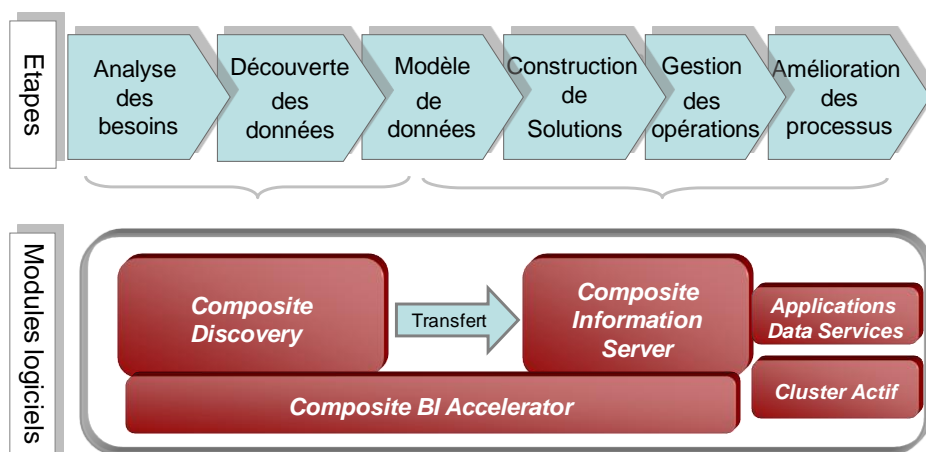 Etapes
Analyse
des
besoins
Découverte
des
données
Modèle
de
données
Construction
de
Solutions
Gestion
des
opérations
Amélioration
des
processus
Modules logiciels
Composite
Discovery
Transfert
Composite
Information
Server
Applications
Data Services
Composite BI Accelerator
Cluster Actif